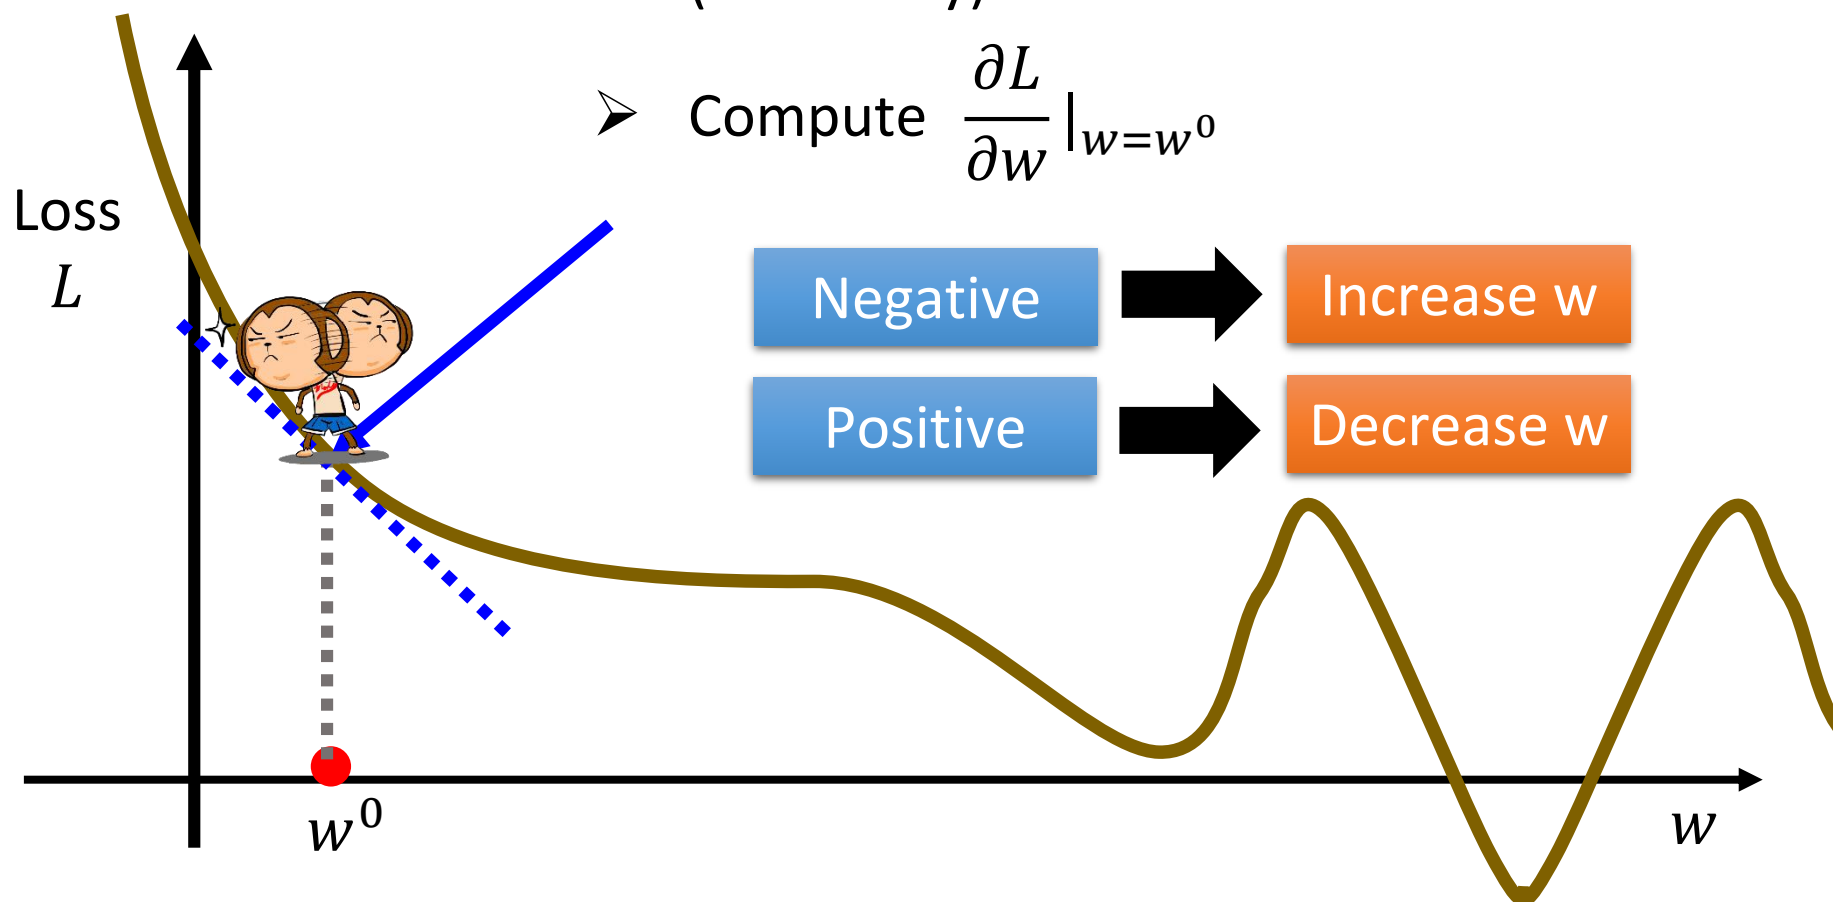 Compute ∂L/∂w |w=w⁰
Loss
L
Negative
Increase w
Positive
Decrease w
w⁰
w